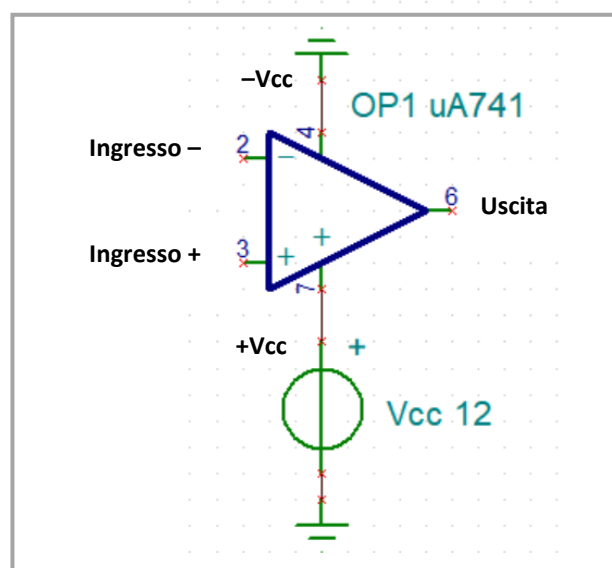 –Vcc
OP1 uA741
4
Ingresso –
2
–
6
Uscita
Ingresso +
3
+
+
7
+Vcc
+
Vcc 12